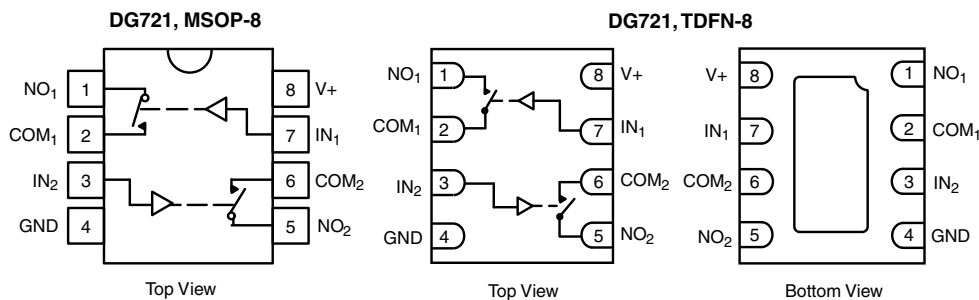 DG721, MSOP-8
NO1 1 8 V+
COM1 2 7 IN1
IN2 3 6 COM2
GND 4 5 NO2
Top View
DG721, TDFN-8
NO1 1 8 V+
COM1 2 7 IN1
IN2 3 6 COM2
GND 4 5 NO2
Top View
V+ 8 1 NO1
IN1 7 2 COM1
COM2 6 3 IN2
NO2 5 4 GND
Bottom View